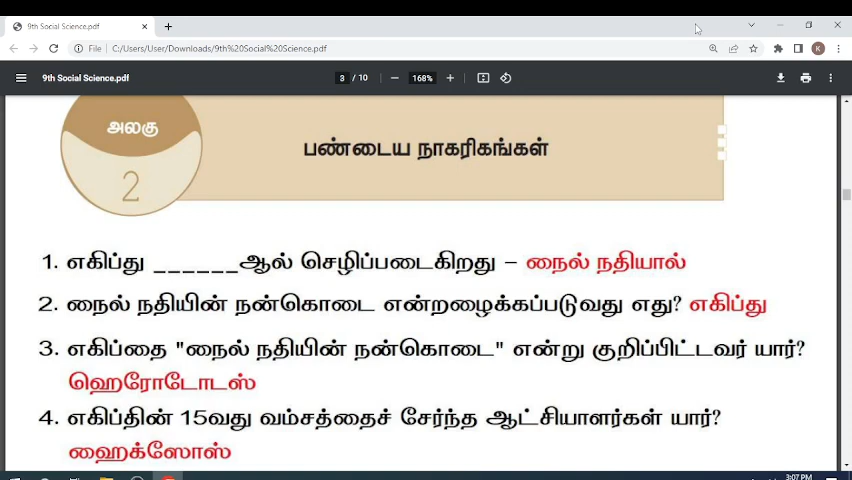 9th Social Science.pdf
File C:/Users/User/Downloads/9th%20Social%20Science.pdf
K
9th Social Science.pdf 3 / 10 168%
அலகு
2
பண்டைய நாகரிகங்கள்
1. எகிப்து ______ஆல் செழிப்படைகிறது – நைல் நதியால்
2. நைல் நதியின் நன்கொடை என்றழைக்கப்படுவது எது? எகிப்து
3. எகிப்தை "நைல் நதியின் நன்கொடை" என்று குறிப்பிட்டவர் யார்?
ஹெரோடோடஸ்
4. எகிப்தின் 15வது வம்சத்தைச் சேர்ந்த ஆட்சியாளர்கள் யார்?
ஹைக்ஸோஸ்
3:07 PM